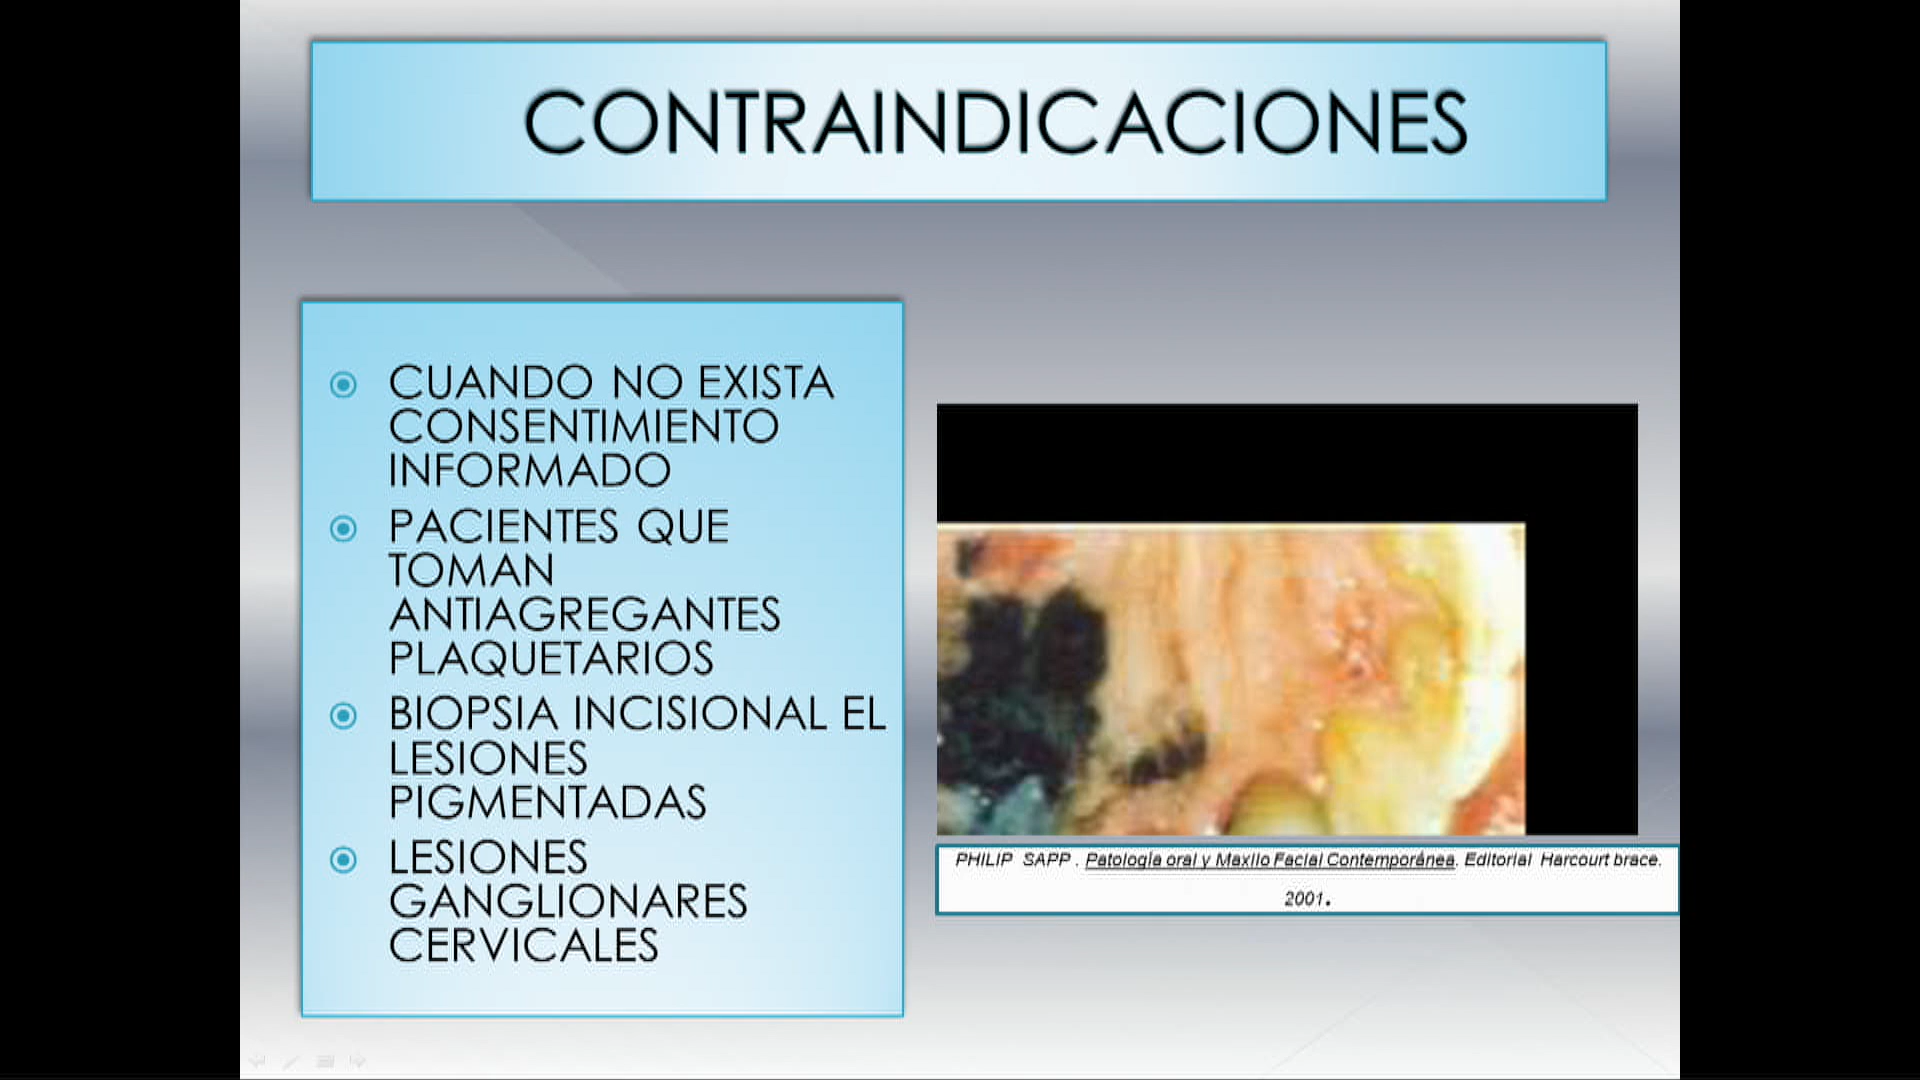 CONTRAINDICACIONES
CUANDO NO EXISTA
CONSENTIMIENTO
INFORMADO
PACIENTES QUE
TOMAN
ANTIAGREGANTES
PLAQUETARIOS
BIOPSIA INCISIONAL EL
LESIONES
PIGMENTADAS
LESIONES
GANGLIONARES
CERVICALES
PHILIP SAPP . Patología oral y Maxilo Facial Contemporánea. Editorial Harcourt brace.
2001.